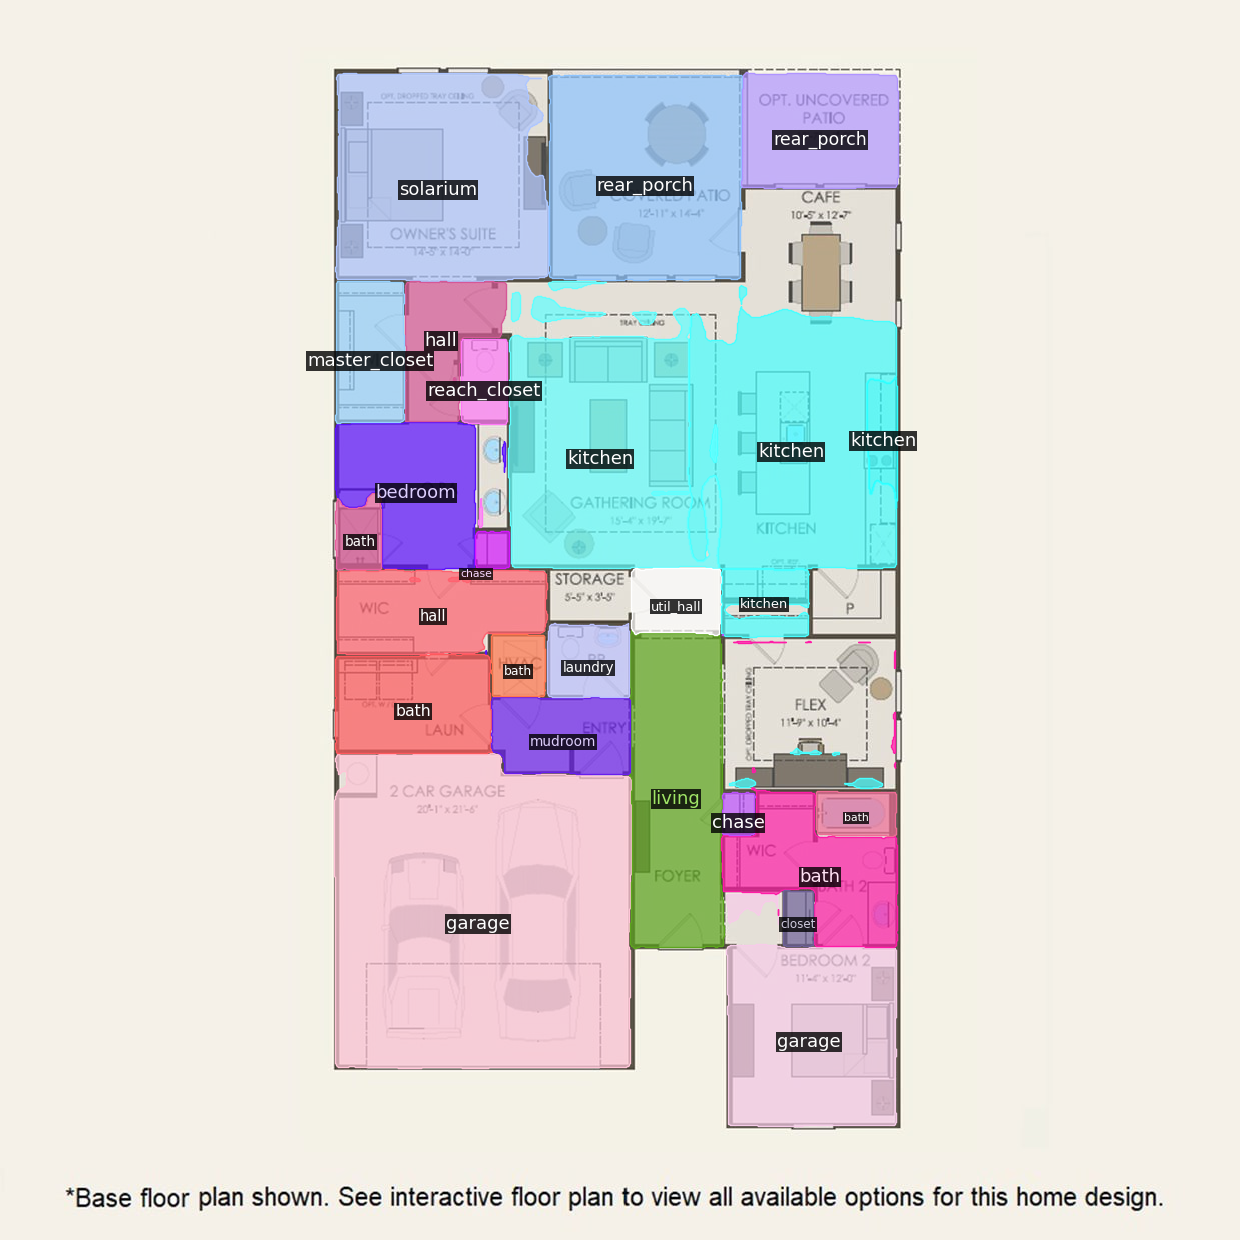 OPT. DROPPED TRAY CEILING
OPT. UNCOVERED
PATIO
rear_porch
solarium
rear_porch
COVERED PATIO
12'-11" x 14'-4"
CAFE
10'-5" x 12'-7"
OWNER'S SUITE
14'-5" x 14'-0"
TRAY CEILING
hall
master_closet
reach_closet
kitchen
kitchen
kitchen
bedroom
GATHERING ROOM
15'-4" x 19'-7"
KITCHEN
bath
chase
STORAGE
5'-5" x 3'-5"
WIC
hall
util_hall
kitchen
P
HVAC
bath
laundry
bath
LAUN
ENTRY
mudroom
OPT. DROPPED TRAY CEILING
FLEX
11'-9" x 10'-4"
2 CAR GARAGE
20'-1" x 21'-6"
living
chase
bath
WIC
FOYER
bath
BATH 2
garage
closet
BEDROOM 2
11'-4" x 12'-0"
garage
*Base floor plan shown. See interactive floor plan to view all available options for this home design.